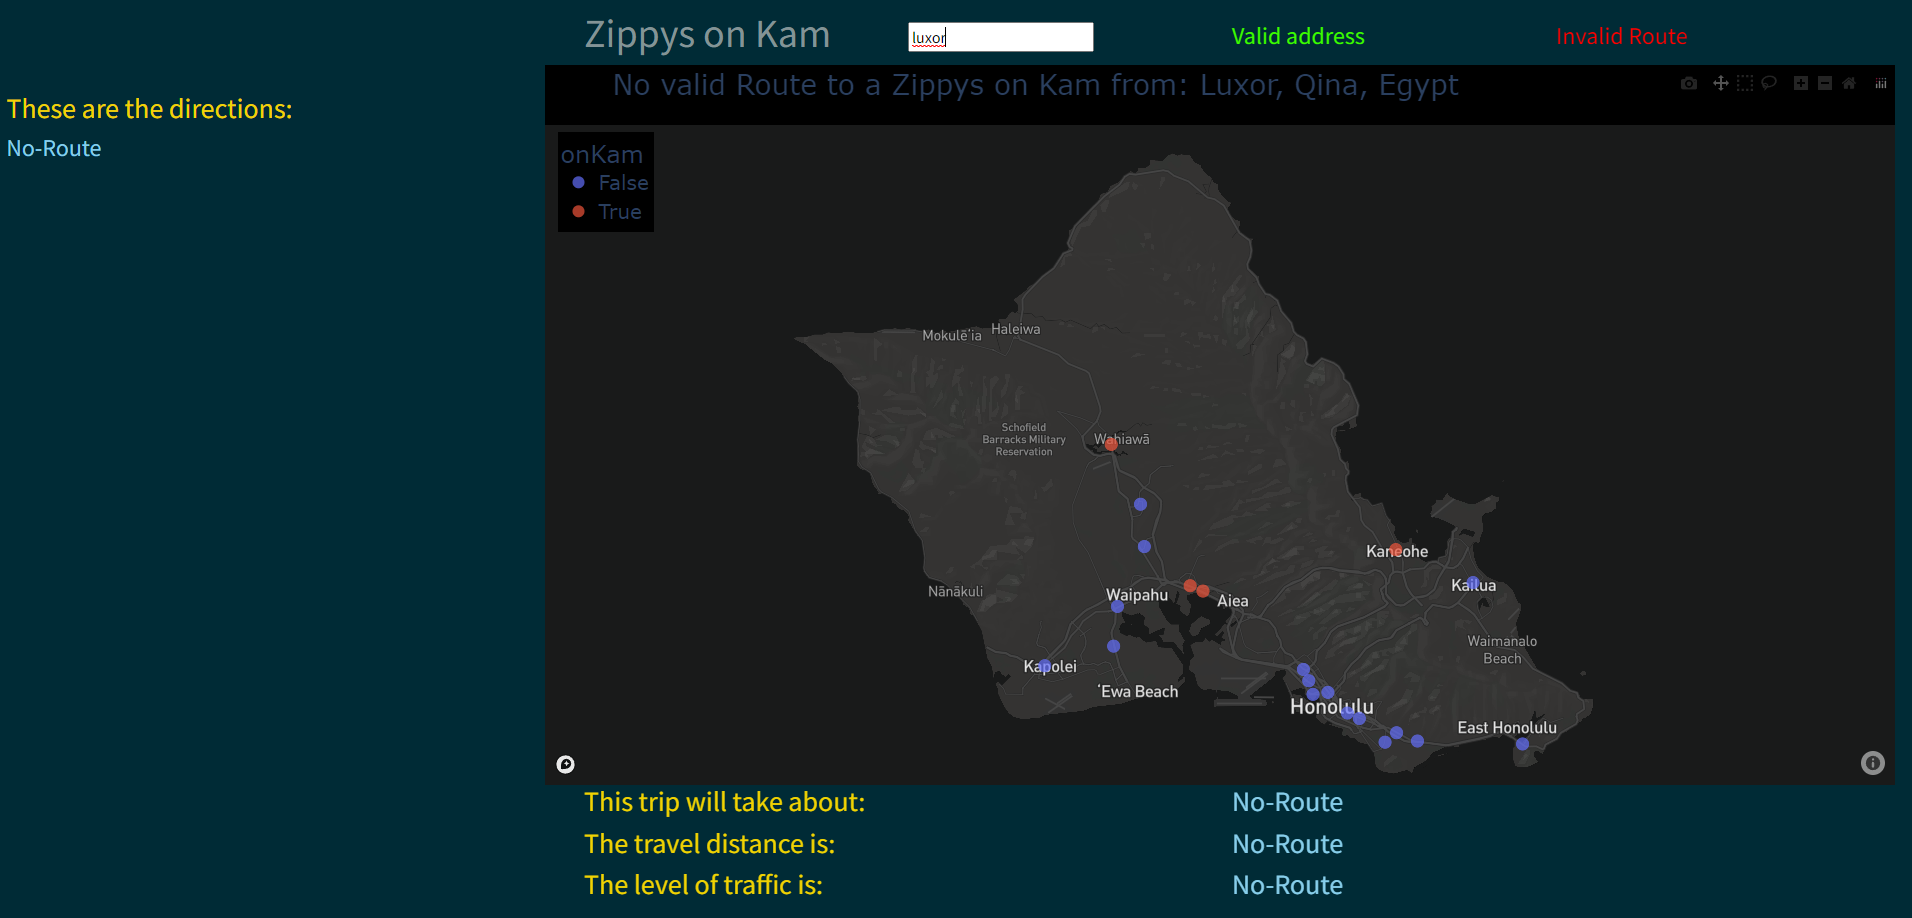 Zippys on Kam
luxor
Valid address
Invalid Route
These are the directions:
No-Route
No valid Route to a Zippys on Kam from: Luxor, Qina, Egypt
onKam
False
True
Mokulē'ia
Haleiwa
Schofield
Barracks Military
Reservation
Wahiawā
Kaneohe
Kailua
Nānākuli
Waipahu
Aiea
Waimanalo
Beach
Kapolei
'Ewa Beach
Honolulu
East Honolulu
This trip will take about:
No-Route
The travel distance is:
No-Route
The level of traffic is:
No-Route